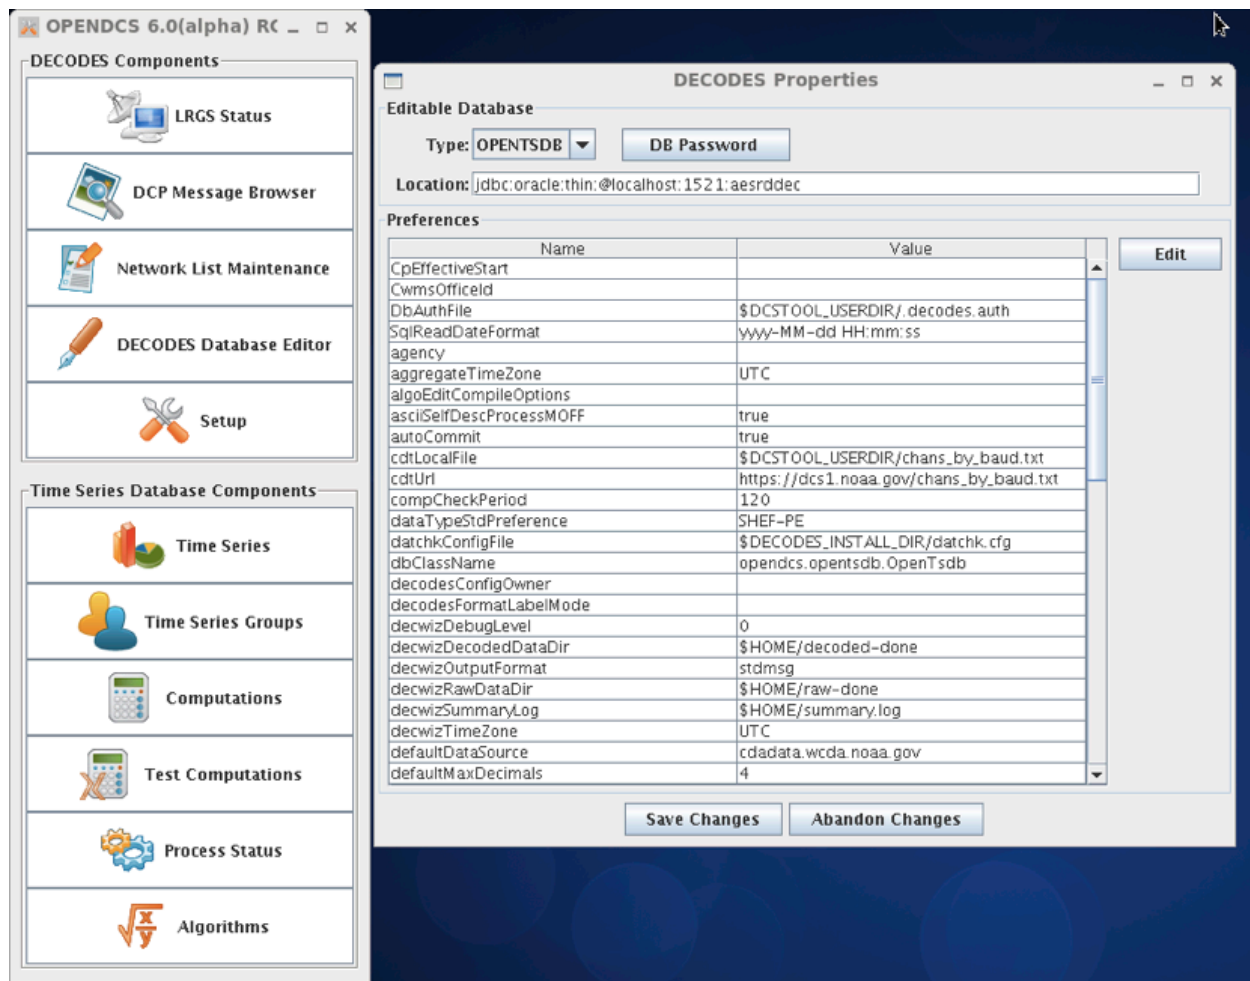 OPENDCS 6.0(alpha) RC
DECODES Components
LRGS Status
DCP Message Browser
Network List Maintenance
DECODES Database Editor
Setup
Time Series Database Components
Time Series
Time Series Groups
Computations
Test Computations
Process Status
x
y
Algorithms
DECODES Properties
Editable Database
Type: OPENTSDB DB Password
Location: jdbc:oracle:thin:@localhost:1521:aesrddec
Preferences
Name Value
Edit
CpEffectiveStart
CwmsOfficeId
DbAuthFile $DCSTOOL_USERDIR/.decodes.auth
SqlReadDateFormat yyyy-MM-dd HH:mm:ss
agency
aggregateTimeZone UTC
algoEditCompileOptions
asciiSelfDescProcessMOFF true
autoCommit true
cdtLocalFile $DCSTOOL_USERDIR/chans_by_baud.txt
cdtUrl https://dcs1.noaa.gov/chans_by_baud.txt
compCheckPeriod 120
dataTypeStdPreference SHEF-PE
datchkConfigFile $DECODES_INSTALL_DIR/datchk.cfg
dbClassName opendcs.opentsdb.OpenTsdb
decodesConfigOwner
decodesFormatLabelMode
decwizDebugLevel 0
decwizDecodedDataDir $HOME/decoded-done
decwizOutputFormat stdmsg
decwizRawDataDir $HOME/raw-done
decwizSummaryLog $HOME/summary.log
decwizTimeZone UTC
defaultDataSource cdadata.wcda.noaa.gov
defaultMaxDecimals 4
Save Changes Abandon Changes